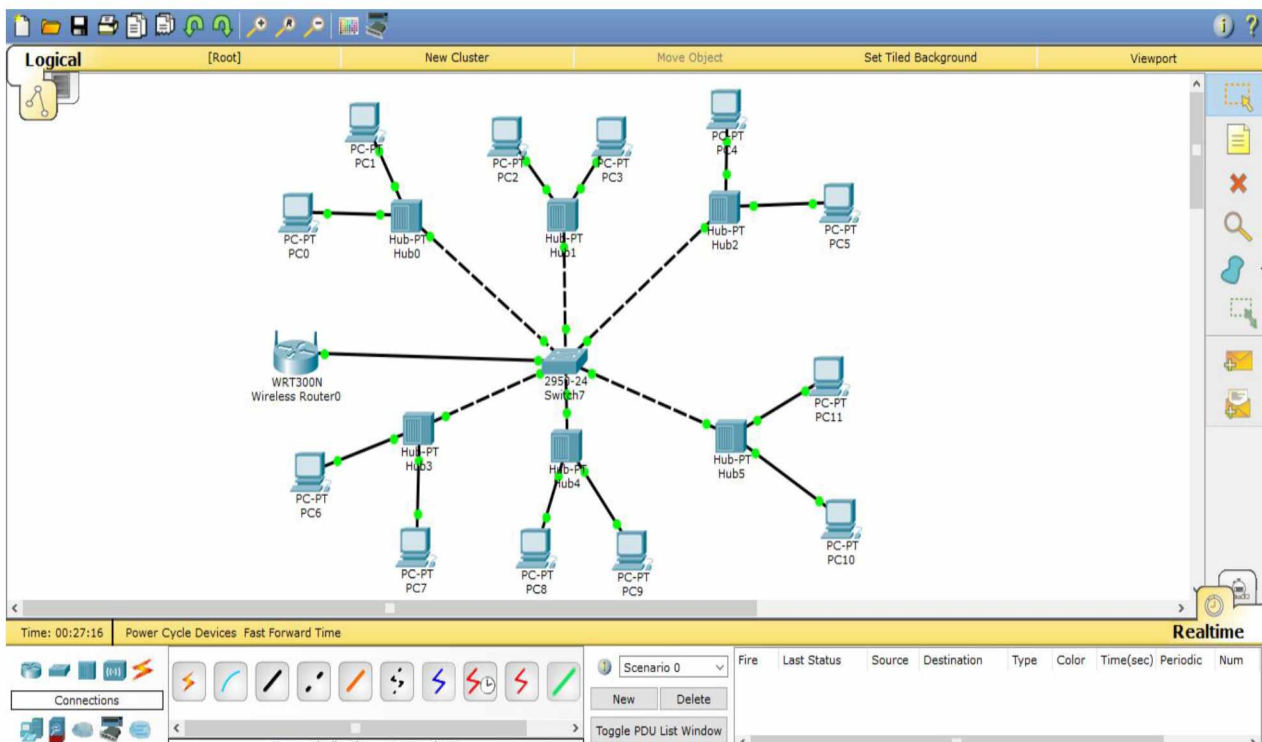 Logical [Root] New Cluster Move Object Set Tiled Background Viewport
PC-PT
PC1
PC-PT
PC2
PC-PT
PC3
PC-PT
PC4
PC-PT
PC0
Hub-PT
Hub0
Hub-PT
Hub1
Hub-PT
Hub2
PC-PT
PC5
WRT300N
Wireless Router0
2950-24
Switch7
PC-PT
PC11
Hub-PT
Hub3
Hub-PT
Hub4
Hub-PT
Hub5
PC-PT
PC6
PC-PT
PC7
PC-PT
PC8
PC-PT
PC9
PC-PT
PC10
Time: 00:27:16 Power Cycle Devices Fast Forward Time Realtime
Connections
Scenario 0
New Delete
Toggle PDU List Window
Fire Last Status Source Destination Type Color Time(sec) Periodic Num